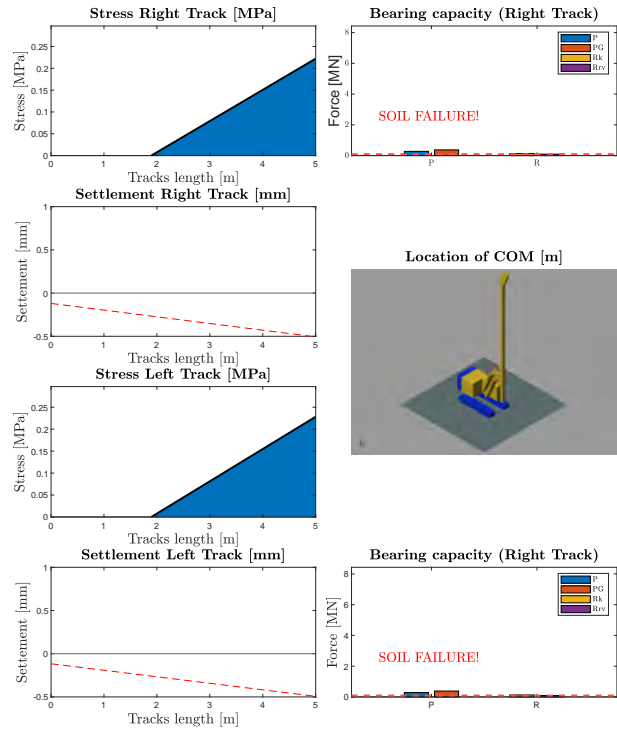 Stress Right Track [MPa]
Stress [MPa]
0.25
0.2
0.15
0.1
0.05
0
0 1 2 3 4 5
Tracks length [m]
Bearing capacity (Right Track)
Force [MN]
8
6
4
2
0
SOIL FAILURE!
P
PG
Rk
Rrv
P R
Settlement Right Track [mm]
Settement [mm]
1
0.5
0
-0.5
0 1 2 3 4 5
Tracks length [m]
Location of COM [m]
Stress Left Track [MPa]
Stress [MPa]
0.25
0.2
0.15
0.1
0.05
0
0 1 2 3 4 5
Tracks length [m]
Settlement Left Track [mm]
Settement [mm]
1
0.5
0
-0.5
0 1 2 3 4 5
Tracks length [m]
Bearing capacity (Right Track)
Force [MN]
8
6
4
2
0
SOIL FAILURE!
P
PG
Rk
Rrv
P R